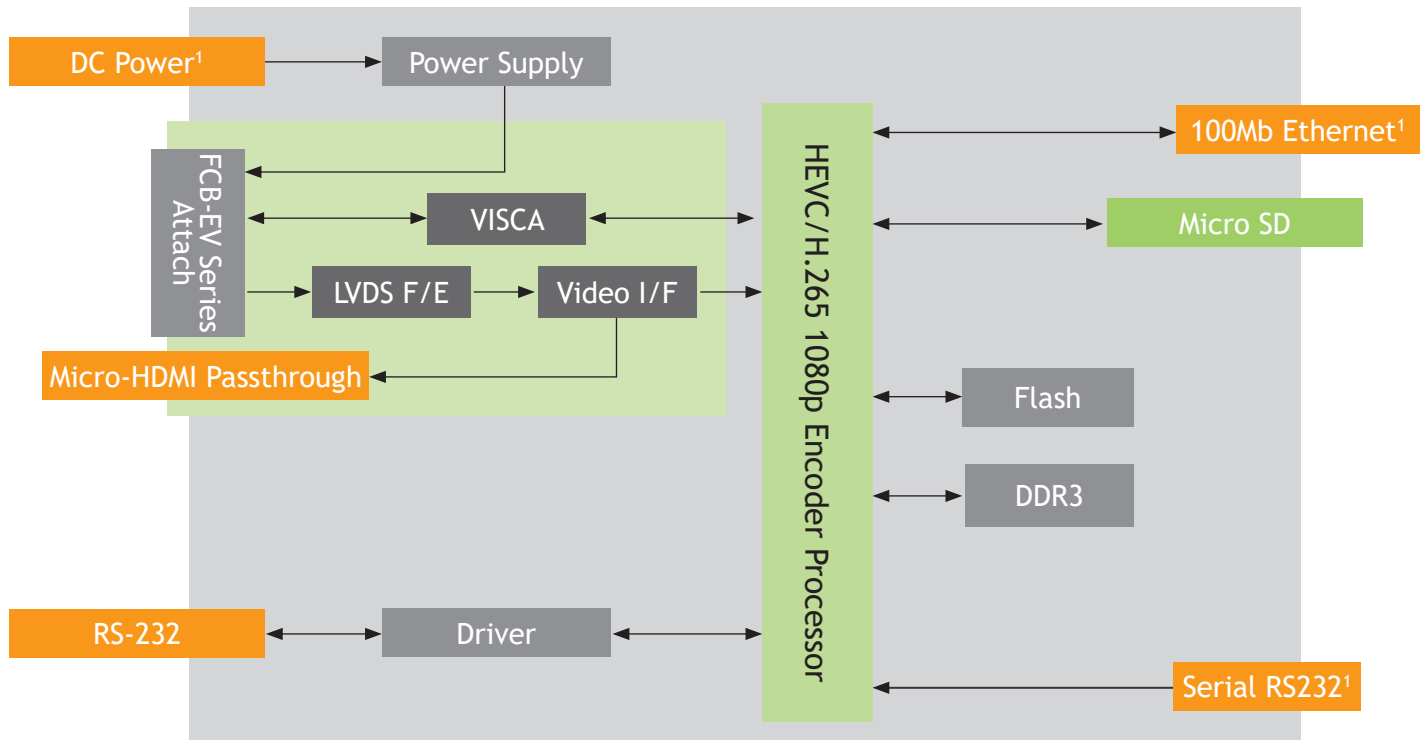 DC Power¹
Power Supply
100Mb Ethernet¹
FCB-EV Series
Attach
VISCA
Micro SD
LVDS F/E
Video I/F
HEVC/H.265 1080p Encoder Processor
Micro-HDMI Passthrough
Flash
DDR3
RS-232
Driver
Serial RS232¹